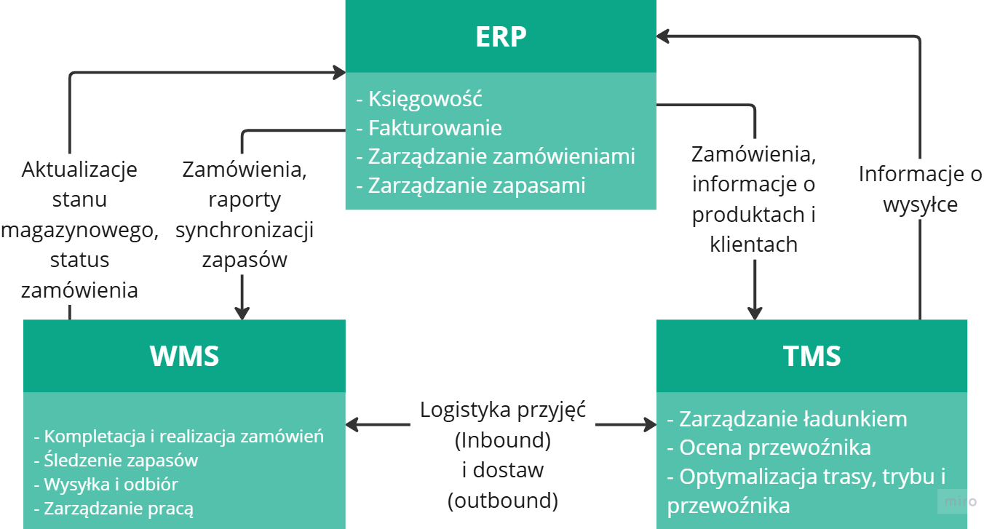 ERP
- Księgowość
- Fakturowanie
- Zarządzanie zamówieniami
- Zarządzanie zapasami
Aktualizacje
stanu
magazynowego,
status
zamówienia
Zamówienia,
raporty
synchronizacji
zapasów
Zamówienia,
informacje o
produktach i
klientach
Informacje o
wysyłce
WMS
- Kompletacja i realizacja zamówień
- Śledzenie zapasów
- Wysyłka i odbiór
- Zarządzanie pracą
Logistyka przyjęć
(Inbound)
i dostaw
(outbound)
TMS
- Zarządzanie ładunkiem
- Ocena przewoźnika
- Optymalizacja trasy, trybu i
przewoźnika
miro